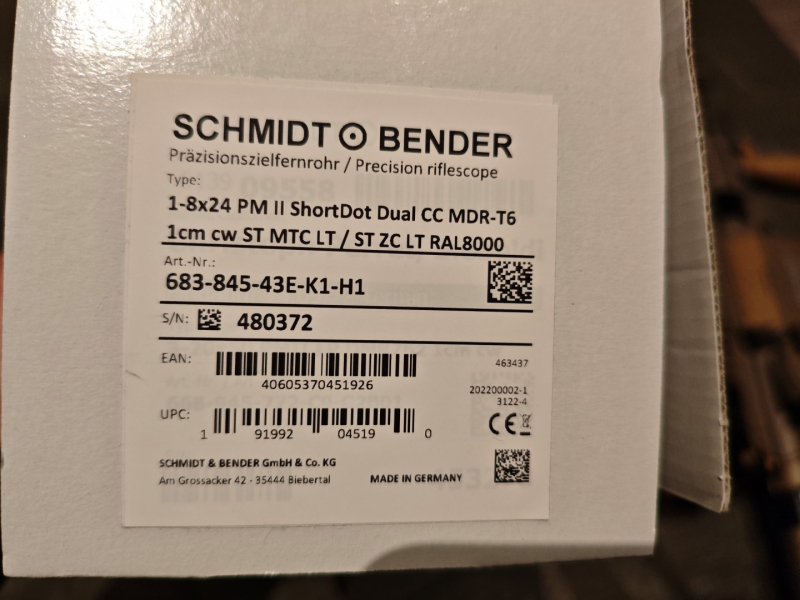 SCHMIDT BENDER
Präzisionszielfernrohr / Precision riflescope
Type:
1-8x24 PM II ShortDot Dual CC MDR-T6
1cm cw ST MTC LT / ST ZC LT RAL8000
Art.-Nr.:
683-845-43E-K1-H1
S/N: 480372
EAN:
40605370451926
463437
202200002-1
3122-4
UPC:
1 91992 04519 0
CE
SCHMIDT & BENDER GmbH & Co. KG
Am Grossacker 42 - 35444 Biebertal
MADE IN GERMANY